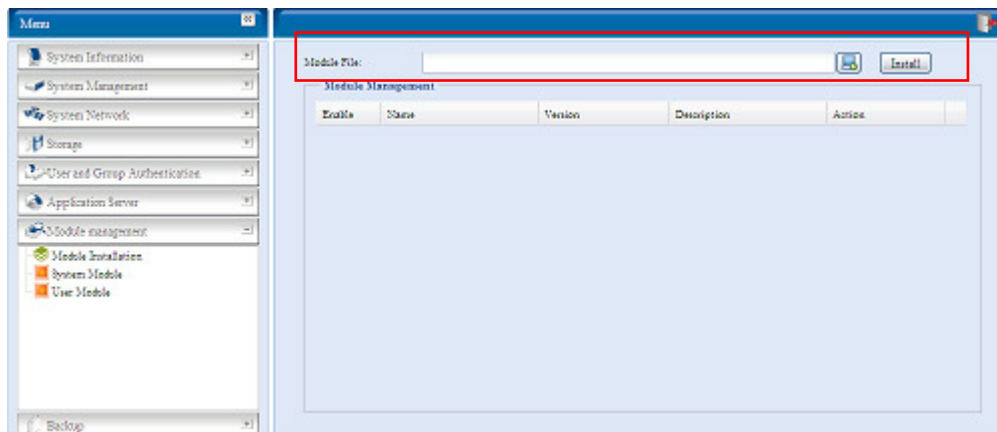 Menu
System Information
System Management
System Network
Storage
User and Group Authentication
Application Server
Module management
Module Installation
System Module
User Module
Backup
Module File:
Install
Module Management
Enable Name Version Description Action